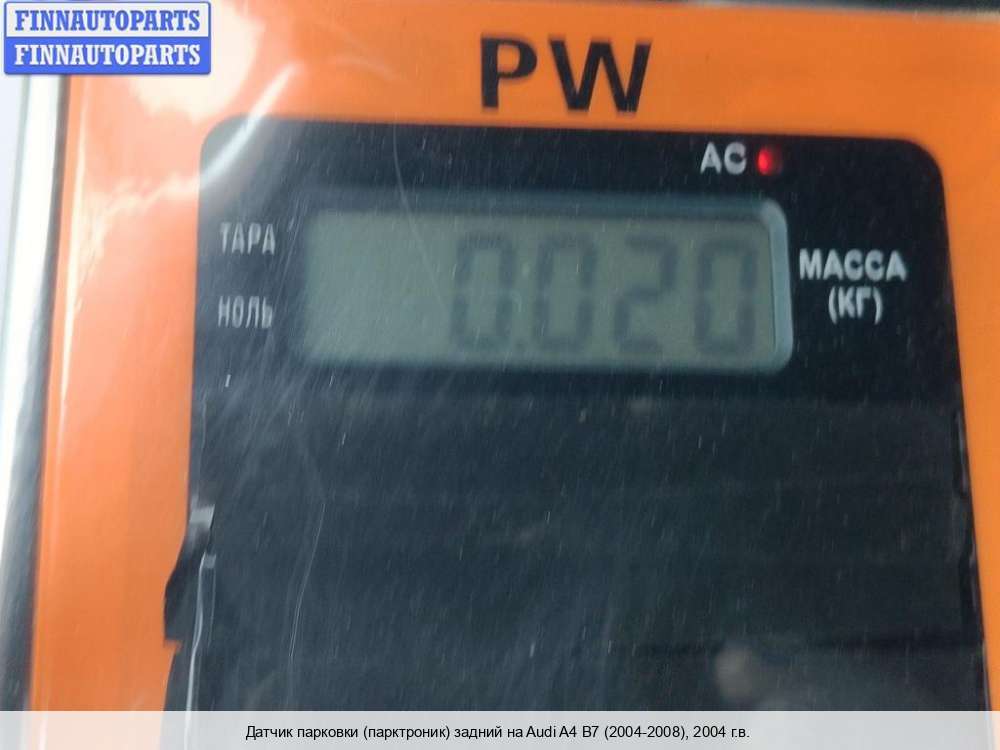 FINNAUTOPARTS
FINNAUTOPARTS
PW
AC
ТАРА
0.020
МАССА
(КГ)
НОЛЬ
Датчик парковки (парктроник) задний на Audi A4 B7 (2004-2008), 2004 г.в.